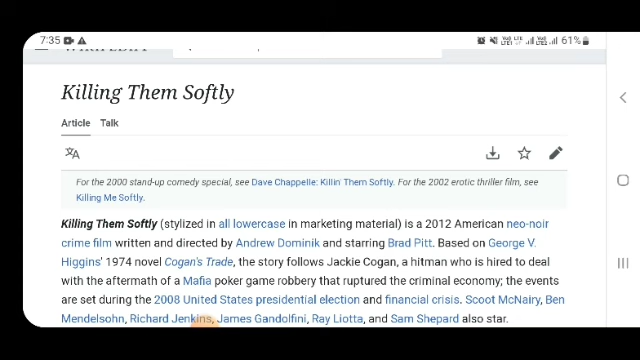 7:35 61%
Killing Them Softly
Article Talk
For the 2000 stand-up comedy special, see Dave Chappelle: Killin' Them Softly. For the 2002 erotic thriller film, see
Killing Me Softly.
Killing Them Softly (stylized in all lowercase in marketing material) is a 2012 American neo-noir
crime film written and directed by Andrew Dominik and starring Brad Pitt. Based on George V.
Higgins' 1974 novel Cogan's Trade, the story follows Jackie Cogan, a hitman who is hired to deal
with the aftermath of a Mafia poker game robbery that ruptured the criminal economy; the events
are set during the 2008 United States presidential election and financial crisis. Scoot McNairy, Ben
Mendelsohn, Richard Jenkins, James Gandolfini, Ray Liotta, and Sam Shepard also star.